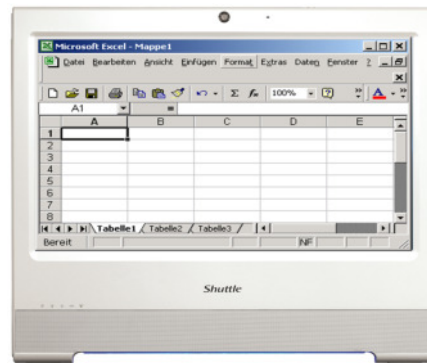 Microsoft Excel - Mappe1
Datei Bearbeiten Ansicht Einfügen Format Extras Daten Fenster ?
Σ fx 100%
A1 =
A B C D E
1
2
3
4
5
6
7
8
Tabelle1 Tabelle2 Tabelle3
Bereit NF
Shuttle